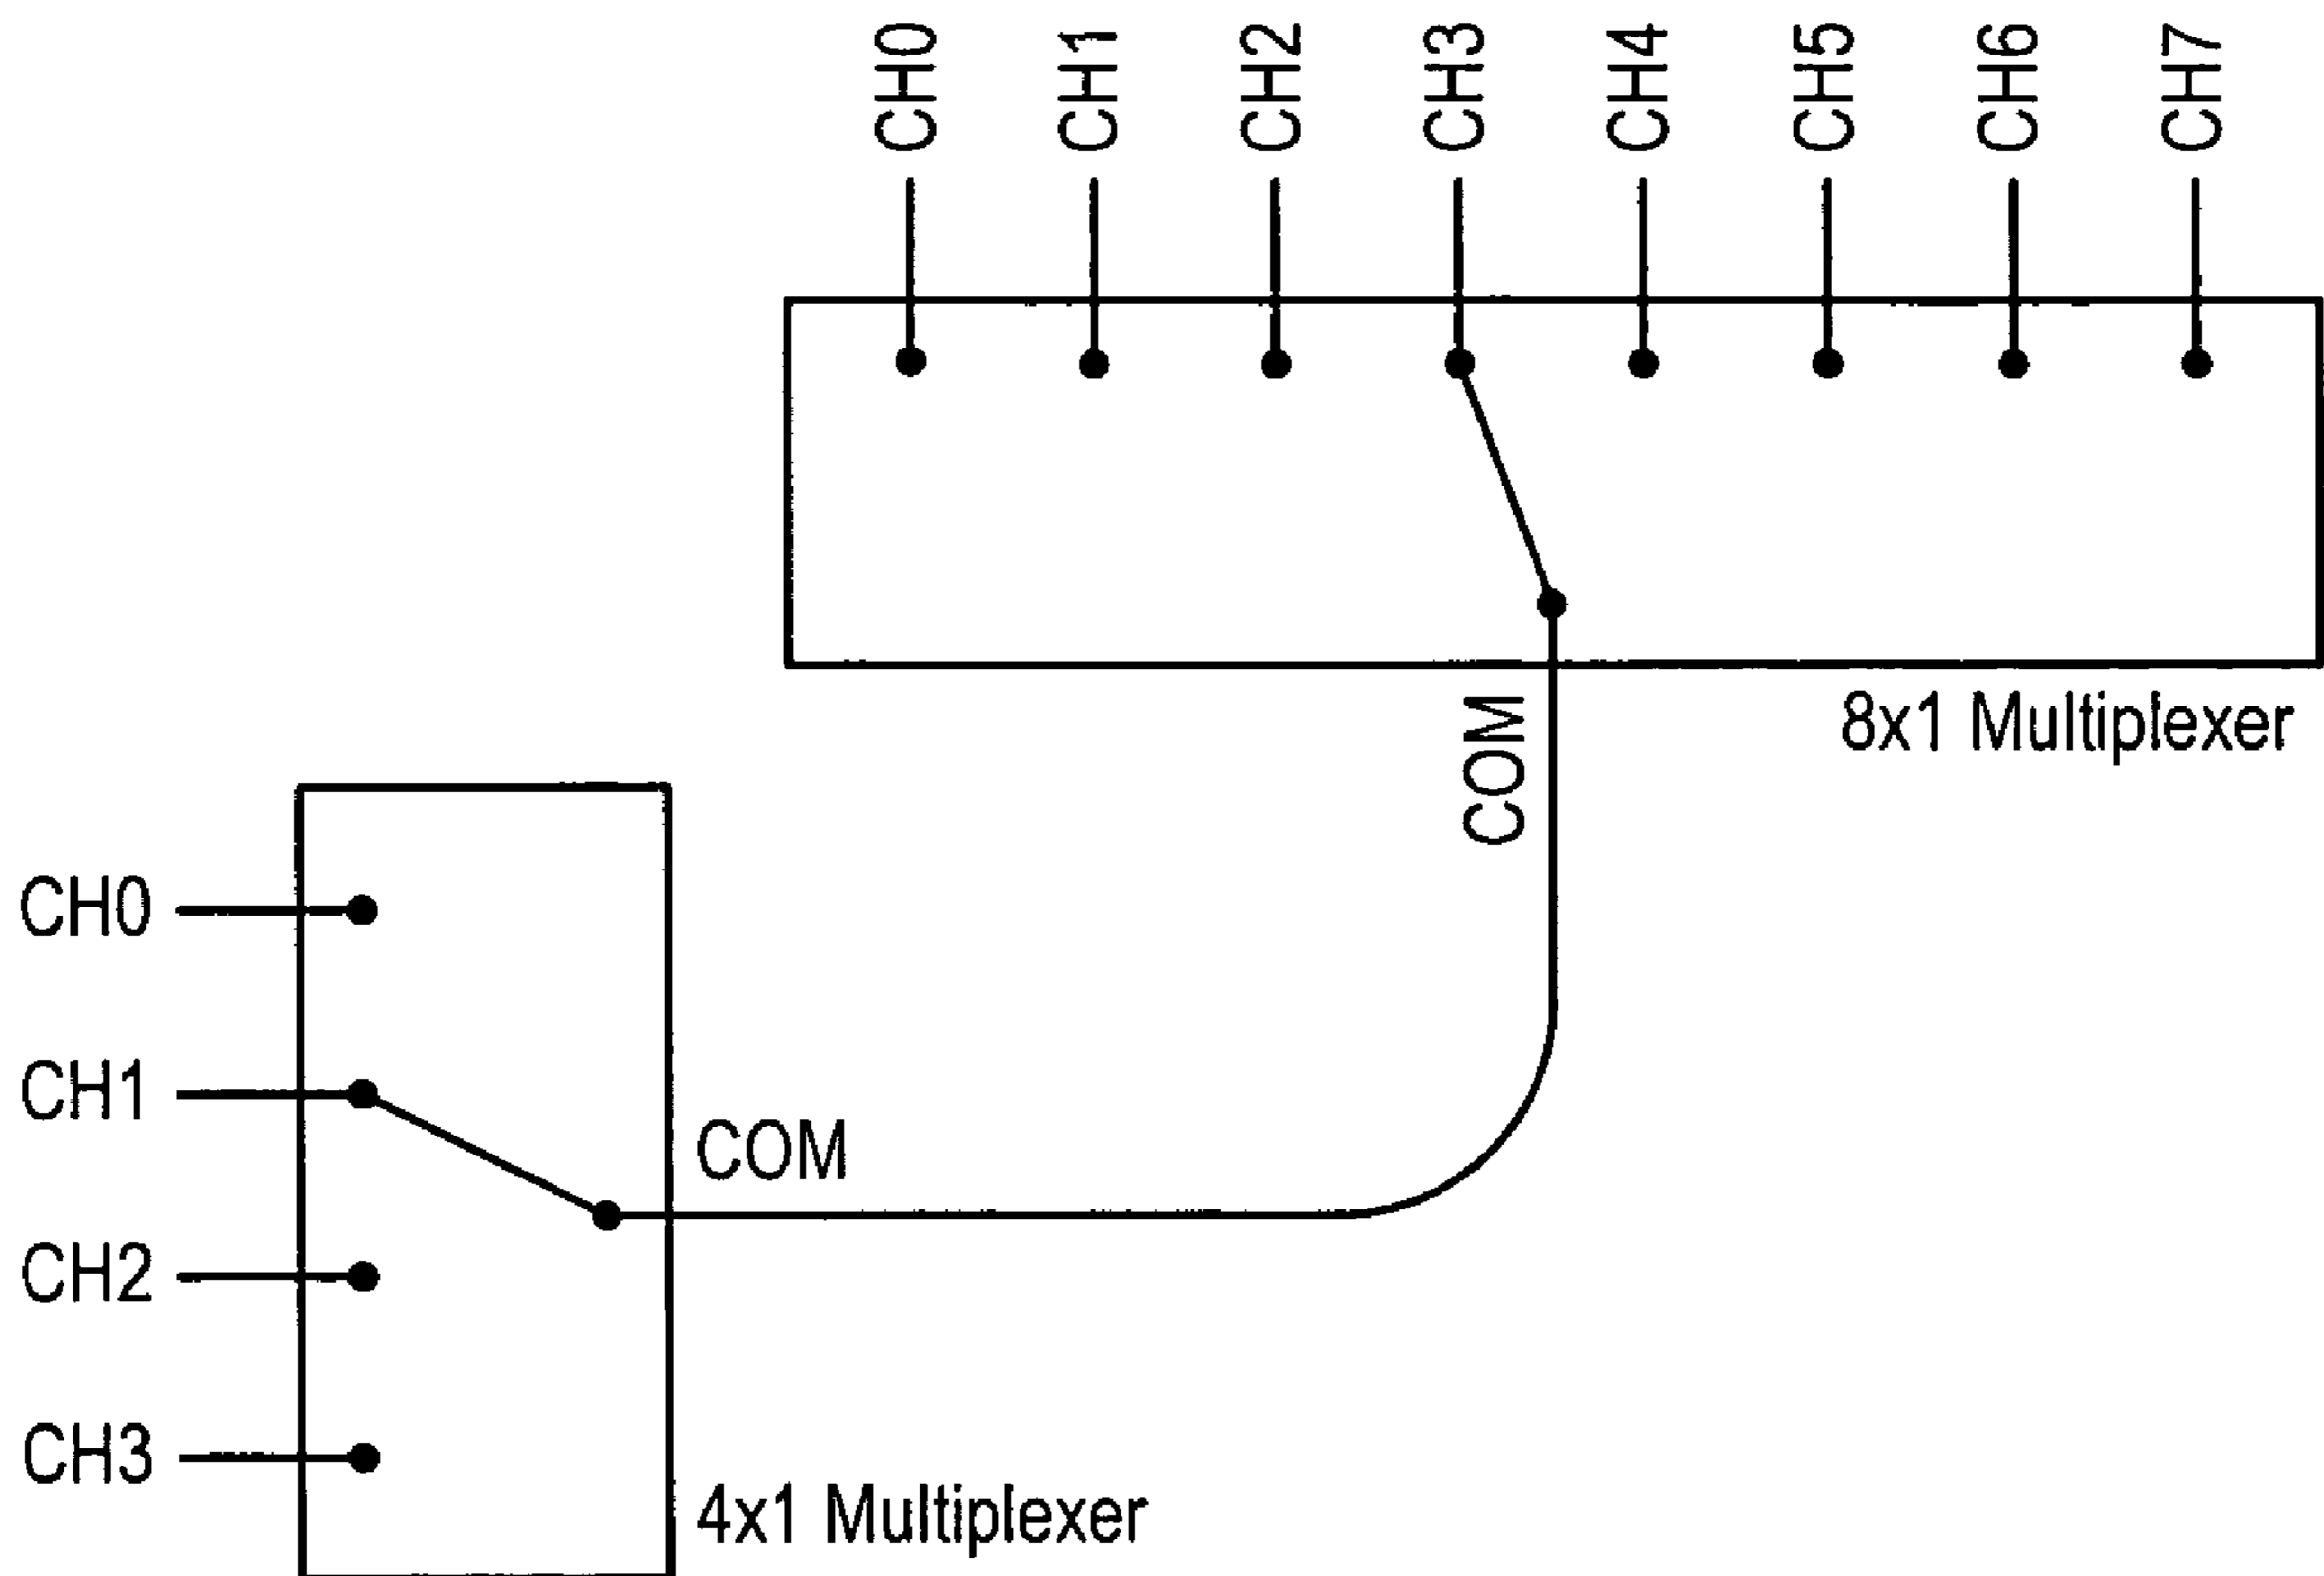 CH0
CH1
CH2
CH3
CH4
CH5
CH6
CH7
8x1 Multiplexer
COM
CH0
CH1
COM
CH2
CH3
4x1 Multiplexer